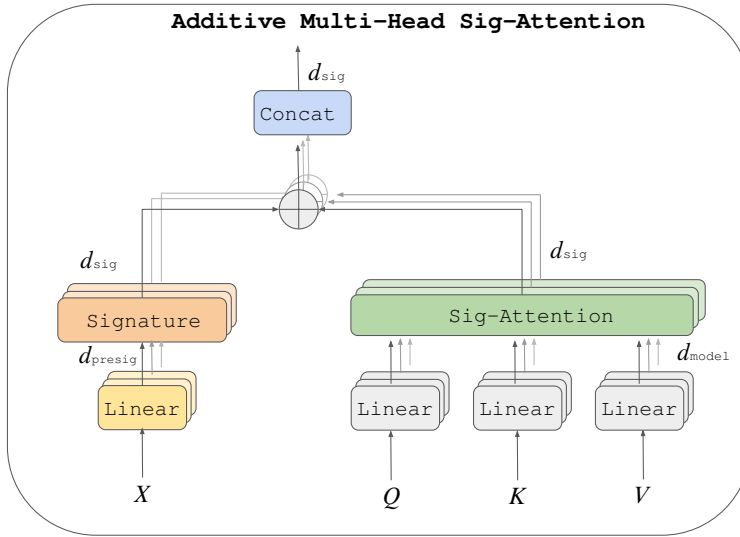 Additive Multi-Head Sig-Attention
d_sig
Concat
d_sig
d_sig
Signature
Sig-Attention
d_presig
d_model
Linear
Linear
Linear
Linear
X
Q
K
V